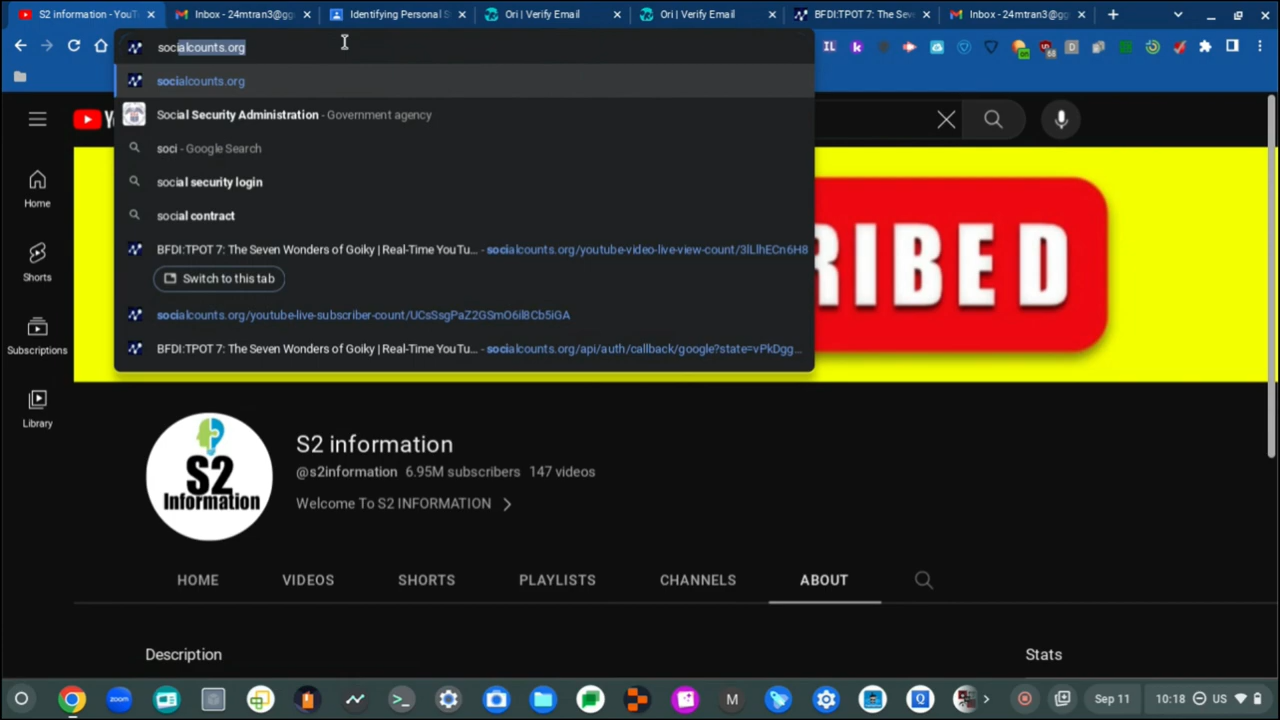 S2 information - YouT
Inbox - 24mtran3@gg
Identifying Personal S
Ori | Verify Email
Ori | Verify Email
BFDI:TPOT 7: The Sev
Inbox - 24mtran3@gg
socialcounts.org
socialcounts.org
Social Security Administration - Government agency
soci - Google Search
social security login
social contract
BFDI:TPOT 7: The Seven Wonders of Goiky | Real-Time YouTu... - socialcounts.org/youtube-video-live-view-count/3lLlhECn6H8
Switch to this tab
socialcounts.org/youtube-live-subscriber-count/UCsSsgPaZ2GSmO6il8Cb5iGA
BFDI:TPOT 7: The Seven Wonders of Goiky | Real-Time YouTu... - socialcounts.org/api/auth/callback/google?state=vPkDgg...
Home
Shorts
Subscriptions
Library
RIBED
S2
Information
S2 information
@s2information 6.95M subscribers 147 videos
Welcome To S2 INFORMATION
HOME VIDEOS SHORTS PLAYLISTS CHANNELS ABOUT
Description
Stats
zoom
M
Q
Sep 11
10:18
US